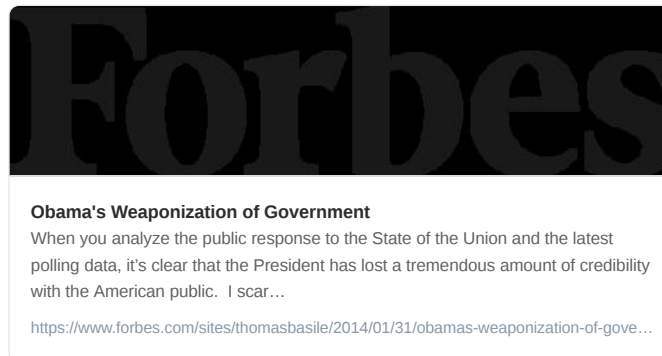 Forbes
Obama's Weaponization of Government
When you analyze the public response to the State of the Union and the latest
polling data, it's clear that the President has lost a tremendous amount of credibility
with the American public.  I scar…
https://www.forbes.com/sites/thomasbasile/2014/01/31/obamas-weaponization-of-gove…